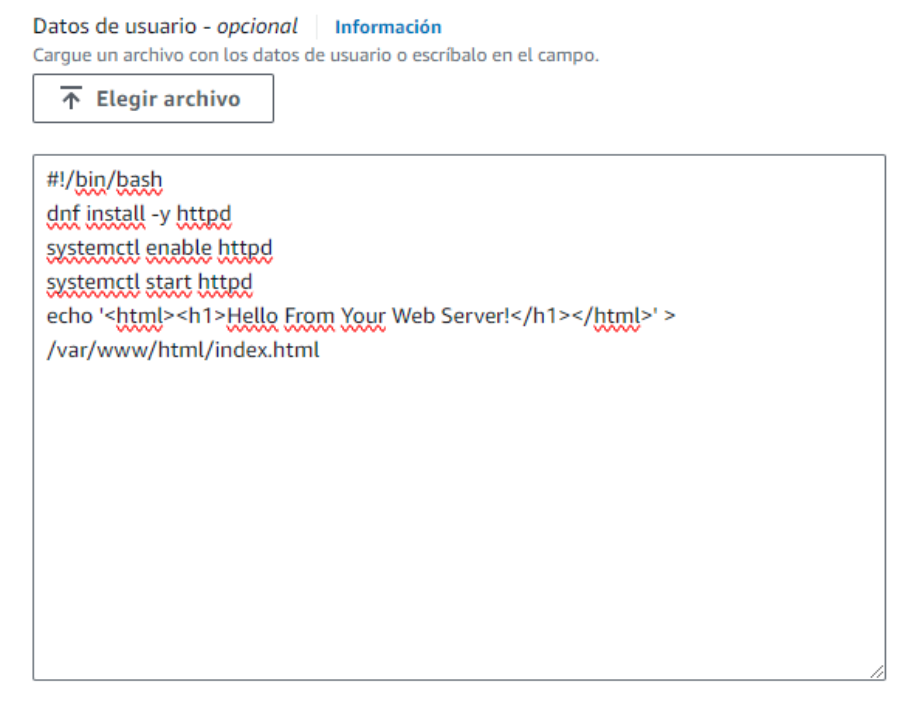 Datos de usuario - opcional | Información
Cargue un archivo con los datos de usuario o escríbalo en el campo.
Elegir archivo
#!/bin/bash
dnf install -y httpd
systemctl enable httpd
systemctl start httpd
echo '<html><h1>Hello From Your Web Server!</h1></html>' >
/var/www/html/index.html